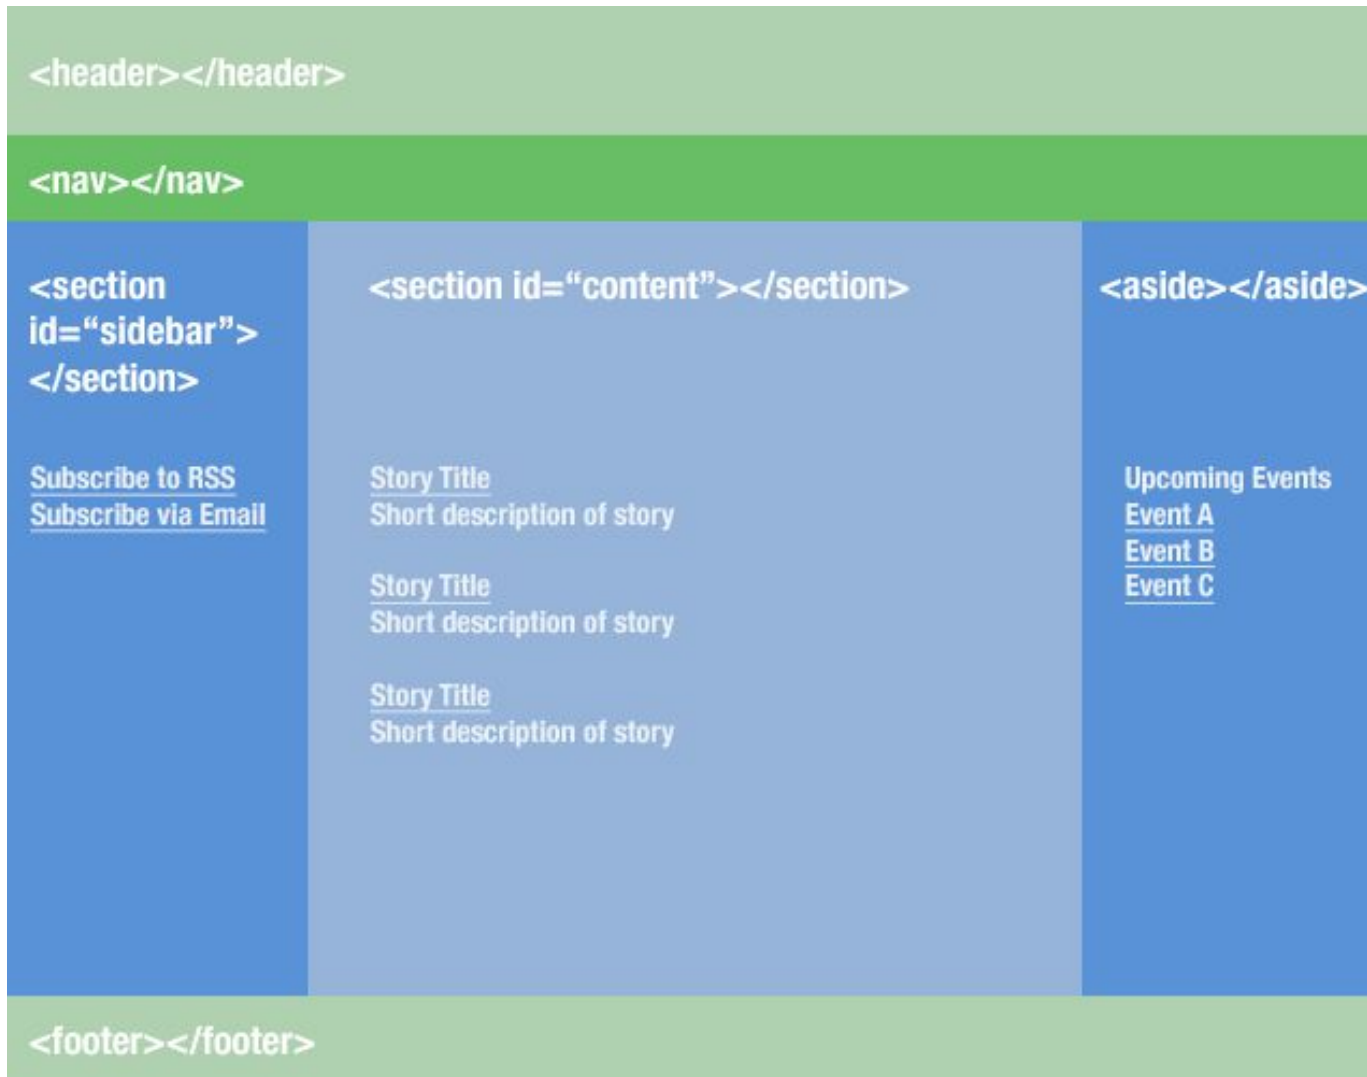 <header></header>
<nav></nav>
<section
id=“sidebar”>
</section>
Subscribe to RSS
Subscribe via Email
<section id=“content”></section>
Story Title
Short description of story
Story Title
Short description of story
Story Title
Short description of story
<aside></aside>
Upcoming Events
Event A
Event B
Event C
<footer></footer>